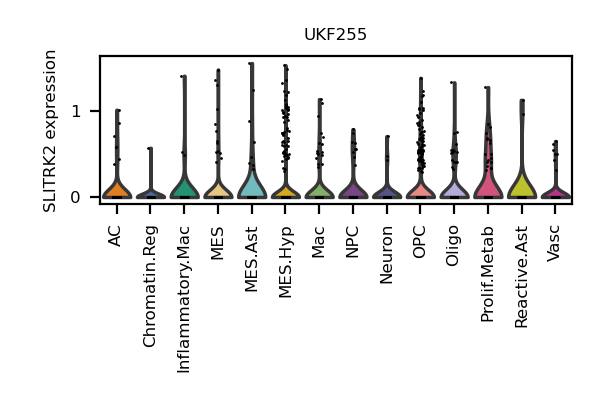 UKF255
SLITRK2 expression
1
0
AC
Chromatin.Reg
Inflammatory.Mac
MES
MES.Ast
MES.Hyp
Mac
NPC
Neuron
OPC
Oligo
Prolif.Metab
Reactive.Ast
Vasc